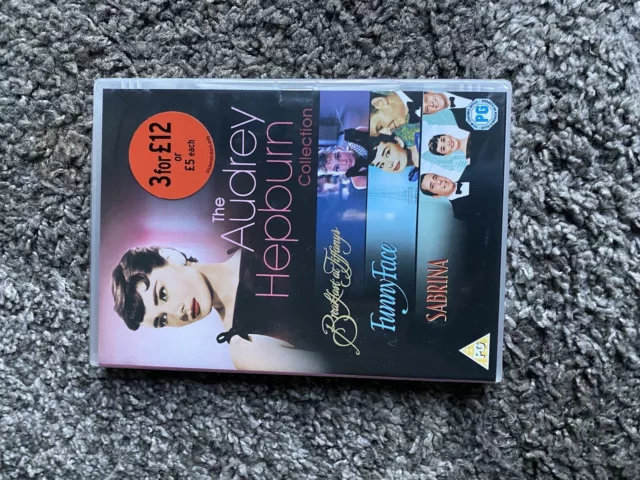 3 for £12
or
£5 each
The
Audrey
Hepburn
Collection
Breakfast at Tiffany's
Funny Face
SABRINA
PG
PG